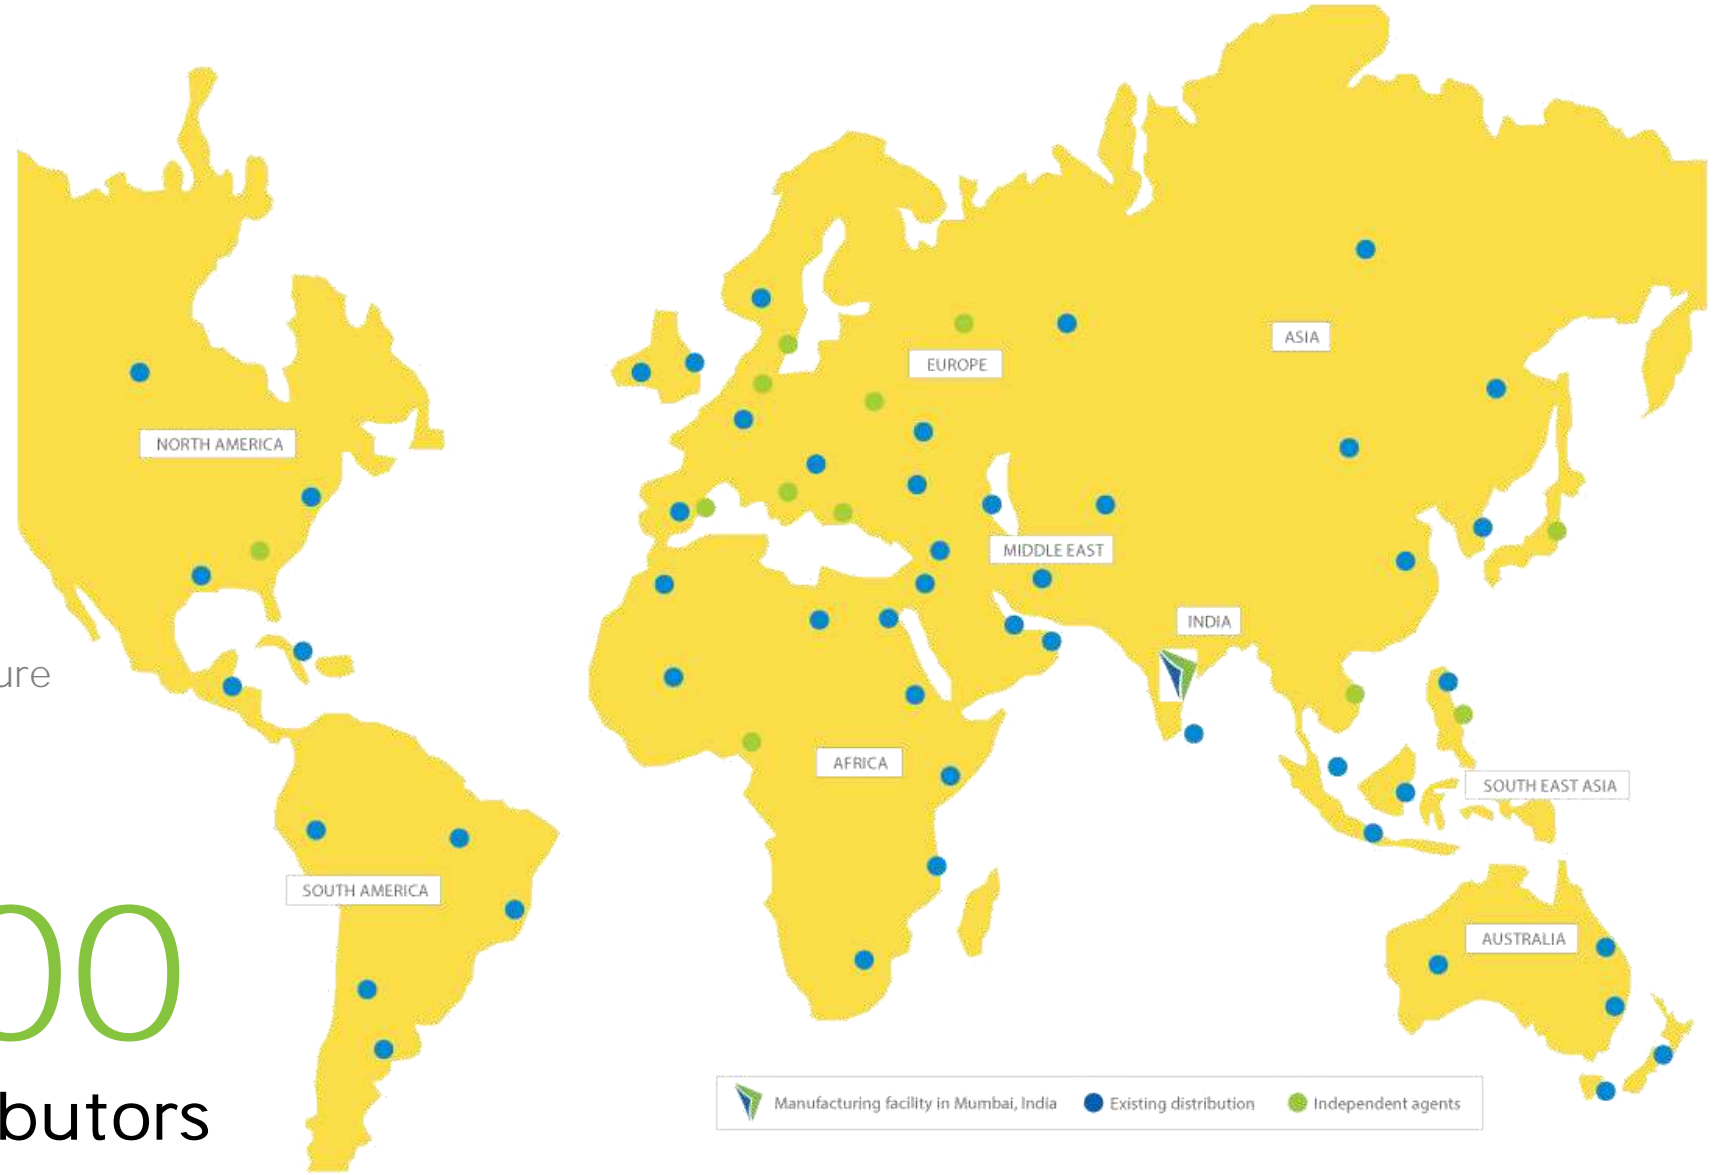 EUROPE
ASIA
NORTH AMERICA
MIDDLE EAST
INDIA
ure
AFRICA
SOUTH EAST ASIA
SOUTH AMERICA
AUSTRALIA
00
butors
Manufacturing facility in Mumbai, India
Existing distribution
Independent agents